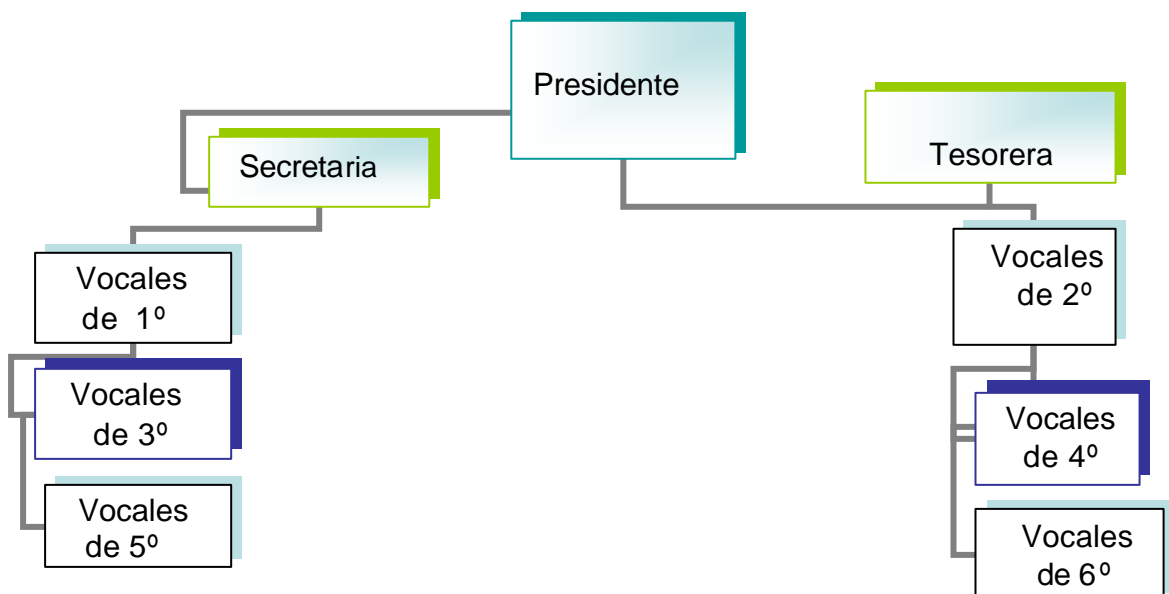 Presidente
Secretaria
Tesorera
Vocales
de 1º
Vocales
de 2º
Vocales
de 3º
Vocales
de 4º
Vocales
de 5º
Vocales
de 6º